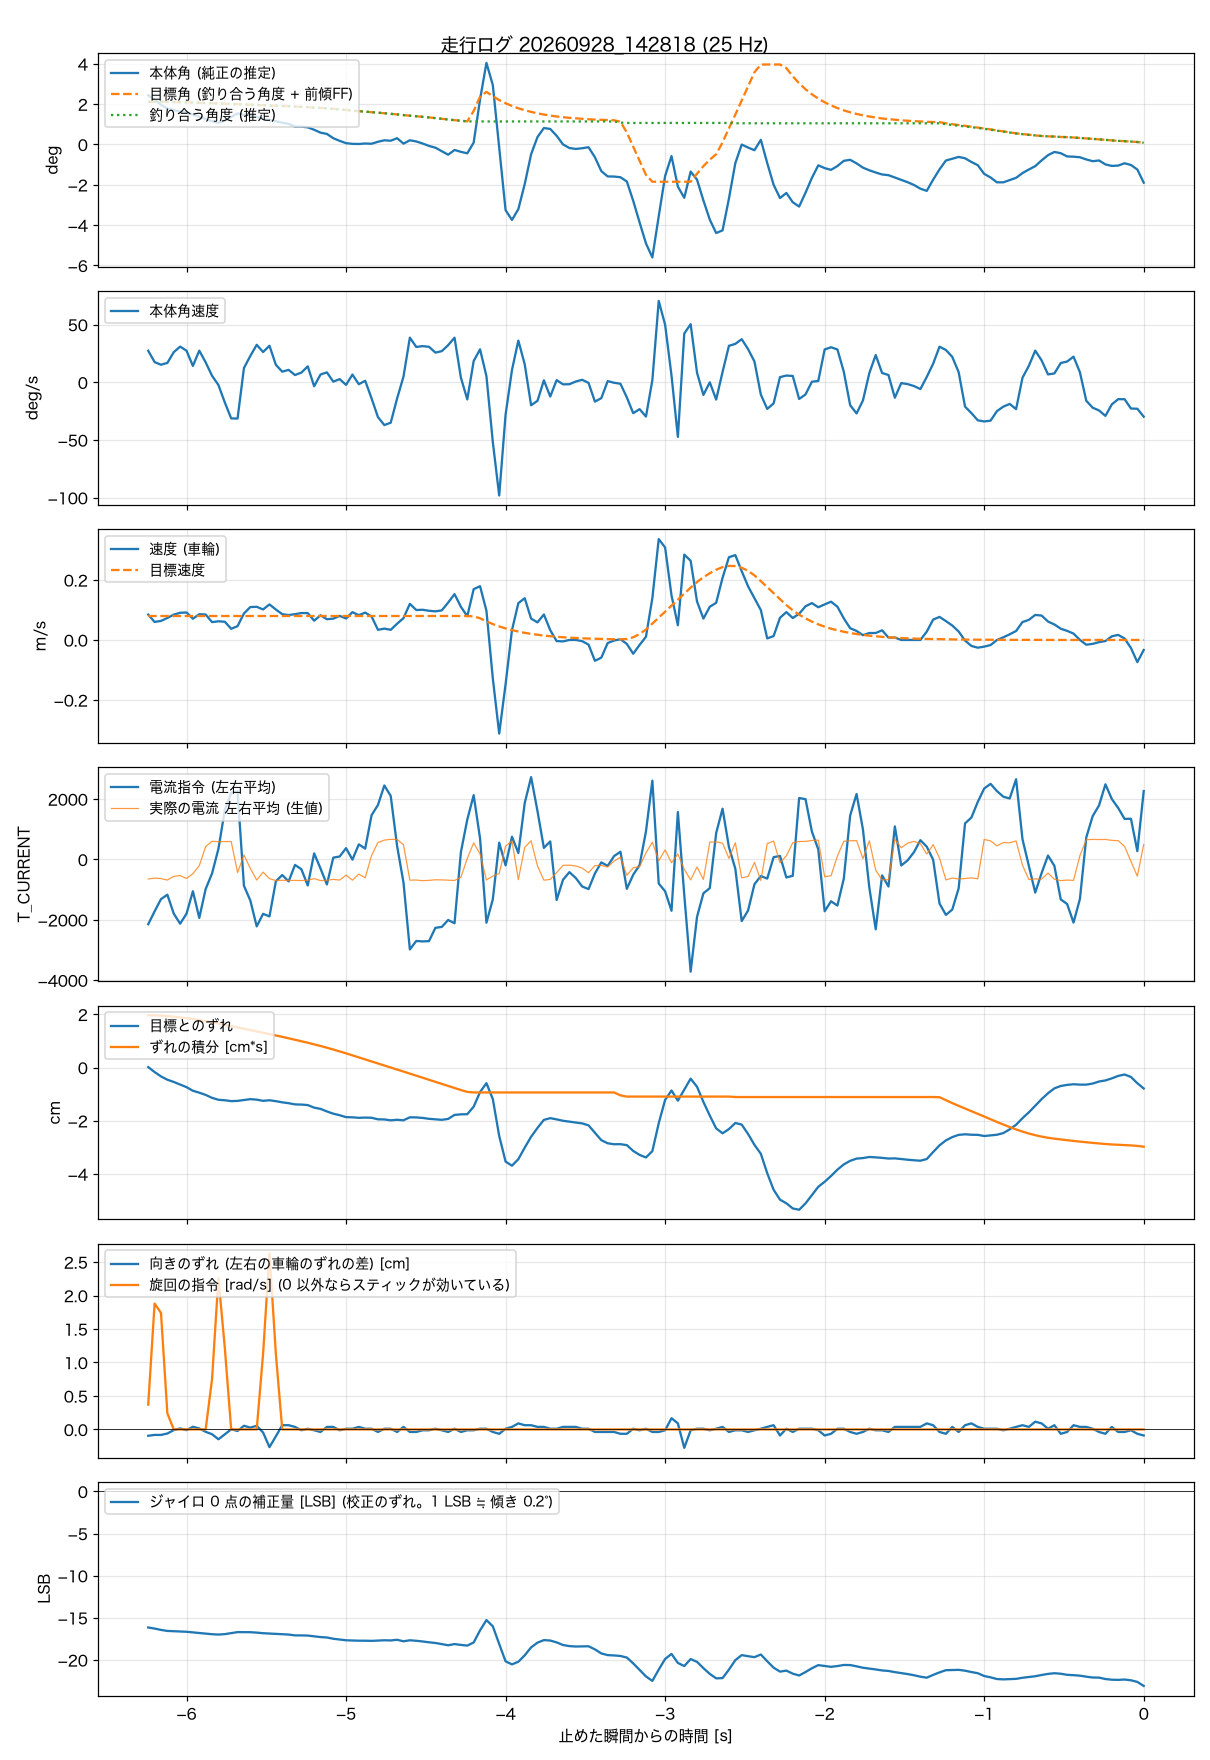 走行ログ 20260928_142818 (25 Hz)
本体角 (純正の推定)
目標角 (釣り合う角度 + 前傾FF)
釣り合う角度 (推定)
deg
4
2
0
−2
−4
−6
本体角速度
deg/s
50
0
−50
−100
速度 (車輪)
目標速度
m/s
0.2
0.0
−0.2
電流指令 (左右平均)
実際の電流 左右平均 (生値)
T_CURRENT
2000
0
−2000
−4000
目標とのずれ
ずれの積分 [cm*s]
cm
2
0
−2
−4
向きのずれ (左右の車輪のずれの差) [cm]
旋回の指令 [rad/s] (0 以外ならスティックが効いている)
2.5
2.0
1.5
1.0
0.5
0.0
ジャイロ 0 点の補正量 [LSB] (校正のずれ。1 LSB ≒ 傾き 0.2°)
LSB
0
−5
−10
−15
−20
−6 −5 −4 −3 −2 −1 0
止めた瞬間からの時間 [s]